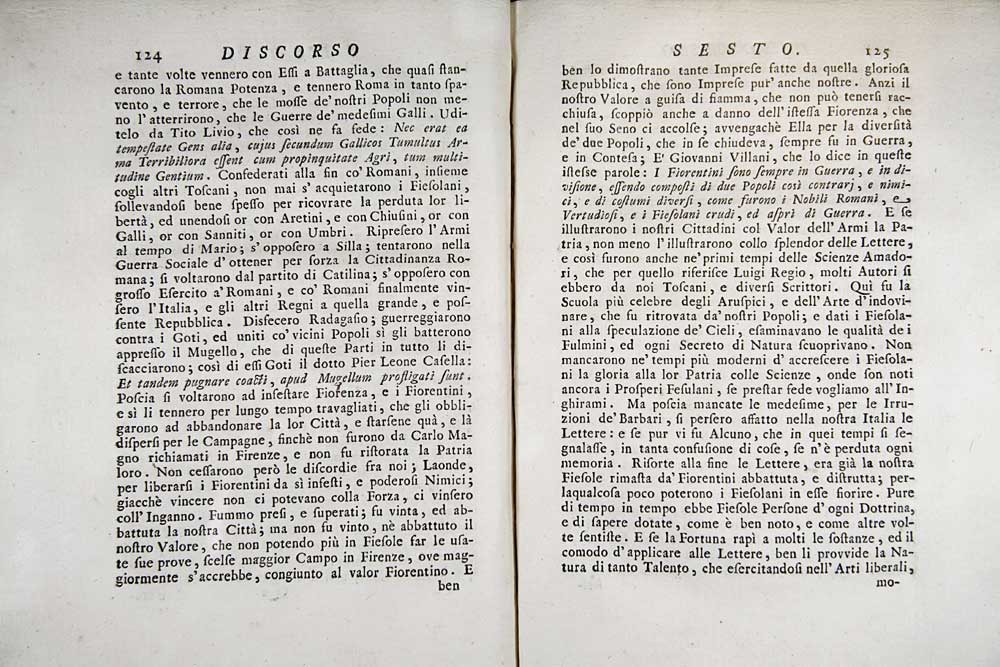 124 DISCORSO
e tante volte vennero con Eſſi a Battaglia, che quaſi ſtan-
carono la Romana Potenza, e tennero Roma in tanto ſpa-
vento, e terrore, che le moſſe de' noſtri Popoli non me-
no l'atterrirono, che le Guerre de' medeſimi Galli. Udi-
telo da Tito Livio, che così ne fa fede: Nec erat ea
tempeſtate Gens alia, cujus ſecundum Gallicos Tumultus Ar-
ma Terribiliora eſſent cum propinquitate Agri, tum multi-
tudine Gentium. Confederati alla fin co' Romani, inſieme
cogli altri Toſcani, non mai s'acquietarono i Fieſolani,
ſollevandoſi bene ſpeſſo per ricovrare la perduta lor li-
bertà, ed unendoſi or con Aretini, e con Chiuſini, or con
Galli, or con Sanniti, or con Umbri. Ripreſero l'Armi
al tempo di Mario; s'oppoſero a Silla; tentarono nella
Guerra Sociale d'ottener per forza la Cittadinanza Ro-
mana; ſi voltarono dal partito di Catilina; s'oppoſero con
groſſo Eſercito a' Romani, e co' Romani finalmente vin-
ſero l'Italia, e gli altri Regni a quella grande, e poſ-
ſente Repubblica. Disfecero Radagaſio; guerreggiarono
contra i Goti, ed uniti co' vicini Popoli sì gli batterono
appreſſo il Mugello, che di queſte Parti in tutto li di-
ſcacciarono; così di eſſi Goti il dotto Pier Leone Caſella:
Et tandem pugnare coacti, apud Mugellum profligati ſunt.
Poſcia ſi voltarono ad infeſtare Fiorenza, e i Fiorentini,
e sì li tennero per lungo tempo travagliati, che gli obbli-
garono ad abbandonare la lor Città, e ſtarſene quà, e là
diſperſi per le Campagne, finchè non furono da Carlo Ma-
gno richiamati in Firenze, e non fu riſtorata la Patria
loro. Non ceſſarono però le diſcordie fra noi; Laonde,
per liberarſi i Fiorentini da sì infeſti, e poderoſi Nimici;
giacchè vincere non ci potevano colla Forza, ci vinſero
coll'Inganno. Fummo preſi, e ſuperati; fu vinta, ed ab-
battuta la noſtra Città; ma non fu vinto, nè abbattuto il
noſtro Valore, che non potendo più in Fieſole far le uſa-
te ſue prove, ſcelſe maggior Campo in Firenze, ove mag-
giormente s'accrebbe, congiunto al valor Fiorentino. E
ben
SESTO. 125
ben lo dimoſtrano tante Impreſe fatte da quella glorioſa
Repubblica, che ſono Impreſe pur' anche noſtre. Anzi il
noſtro Valore a guiſa di fiamma, che non può tenerſi rac-
chiuſa, ſcoppiò anche a danno dell'iſteſſa Fiorenza, che
nel ſuo Seno ci accolſe; avvengachè Ella per la diverſità
de' due Popoli, che in ſe chiudeva, ſempre fu in Guerra,
e in Conteſa; E' Giovanni Villani, che lo dice in queſte
iſteſſe parole: I Fiorentini ſono ſempre in Guerra, e in di-
viſione, eſſendo compoſti di due Popoli così contrarj, e nimi-
ci, e di coſtumi diverſi, come furono i Nobili Romani, e
Vertudioſi, e i Fieſolani crudi, ed aſpri di Guerra. E ſe
illuſtrarono i noſtri Cittadini col Valor dell'Armi la Pa-
tria, non meno l'illuſtrarono collo ſplendor delle Lettere,
e così furono anche ne' primi tempi delle Scienze Amado-
ri, che per quello riferiſce Luigi Regio, molti Autori ſi
ebbero da noi Toſcani, e diverſi Scrittori. Quì fu la
Scuola più celebre degli Aruſpici, e dell'Arte d'indovi-
nare, che fu ritrovata da' noſtri Popoli; e dati i Fieſola-
ni alla ſpeculazione de' Cieli, eſaminavano le qualità dei
Fulmini, ed ogni Secreto di Natura ſcuoprivano. Non
mancarono ne' tempi più moderni d'accreſcere i Fieſola-
ni la gloria alla lor Patria colle Scienze, onde ſon noti
ancora i Proſperi Feſulani, ſe preſtar fede vogliamo all'In-
ghirami. Ma poſcia mancate le medeſime, per le Irru-
zioni de' Barbari, ſi perſero affatto nella noſtra Italia le
Lettere: e ſe pur vi fu Alcuno, che in quei tempi ſi ſe-
gnalaſſe, in tanta confuſione di coſe, ſe n'è perduta ogni
memoria. Riſorte alla fine le Lettere, era già la noſtra
Fieſole rimaſta da' Fiorentini abbattuta, e diſtrutta; per-
laqualcoſa poco poterono i Fieſolani in eſſe fiorire. Pure
di tempo in tempo ebbe Fieſole Perſone d'ogni Dottrina,
e di ſapere dotate, come è ben noto, e come altre vol-
te ſentiſte. E ſe la Fortuna rapì a molti le ſoſtanze, ed il
comodo d'applicare alle Lettere, ben li provvide la Na-
tura di tanto Talento, che eſercitandoſi nell'Arti liberali,
mo-